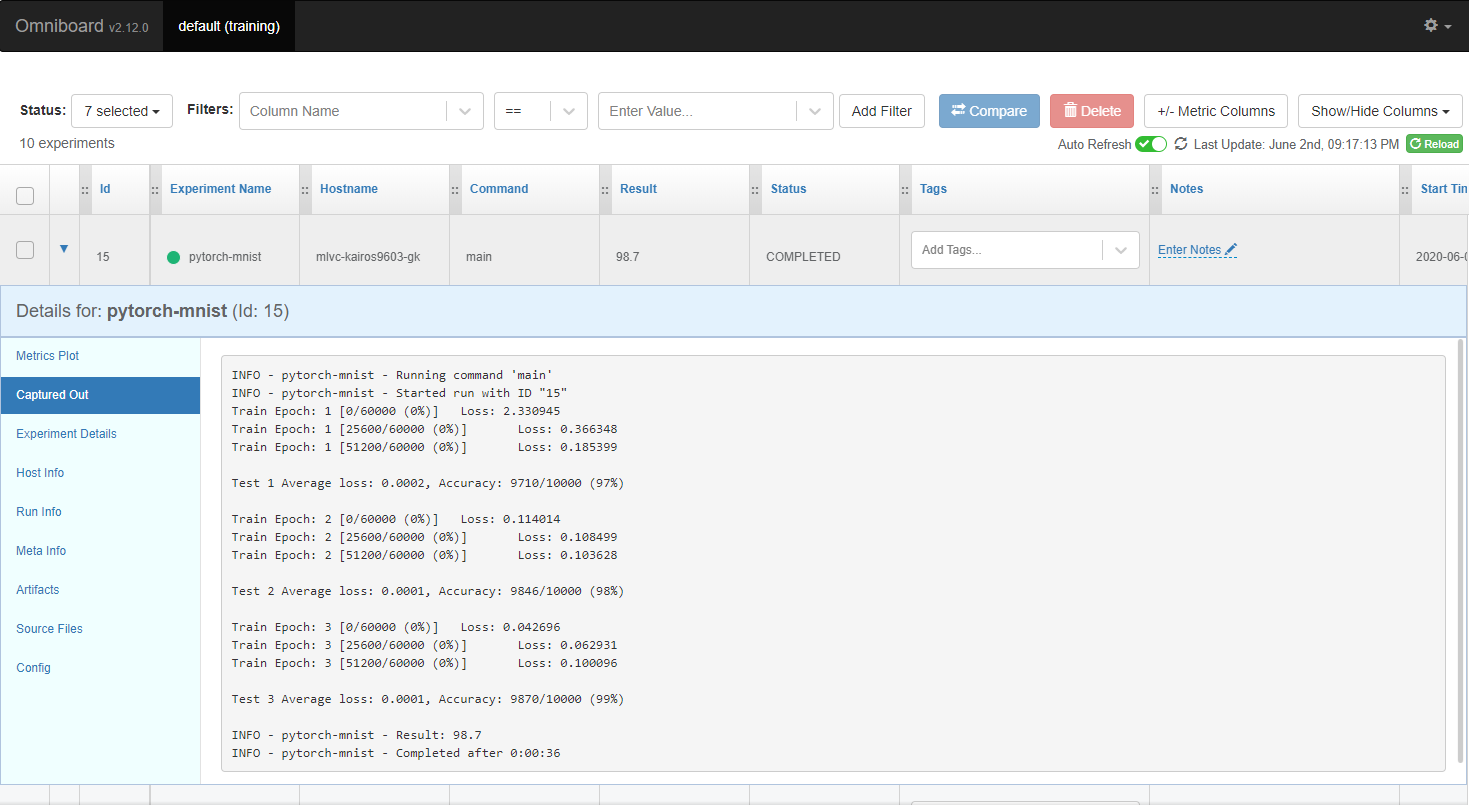 Omniboard v2.12.0 default (training)
Status: 7 selected Filters: Column Name == Enter Value... Add Filter Compare Delete +/- Metric Columns Show/Hide Columns
10 experiments Auto Refresh Last Update: June 2nd, 09:17:13 PM Reload
Id Experiment Name Hostname Command Result Status Tags Notes Start Tin
15 pytorch-mnist mlvc-kairos9603-gk main 98.7 COMPLETED Add Tags... Enter Notes 2020-06-0
Details for: pytorch-mnist (Id: 15)
Metrics Plot
Captured Out
Experiment Details
Host Info
Run Info
Meta Info
Artifacts
Source Files
Config
INFO - pytorch-mnist - Running command 'main'
INFO - pytorch-mnist - Started run with ID "15"
Train Epoch: 1 [0/60000 (0%)] Loss: 2.330945
Train Epoch: 1 [25600/60000 (0%)] Loss: 0.366348
Train Epoch: 1 [51200/60000 (0%)] Loss: 0.185399
Test 1 Average loss: 0.0002, Accuracy: 9710/10000 (97%)
Train Epoch: 2 [0/60000 (0%)] Loss: 0.114014
Train Epoch: 2 [25600/60000 (0%)] Loss: 0.108499
Train Epoch: 2 [51200/60000 (0%)] Loss: 0.103628
Test 2 Average loss: 0.0001, Accuracy: 9846/10000 (98%)
Train Epoch: 3 [0/60000 (0%)] Loss: 0.042696
Train Epoch: 3 [25600/60000 (0%)] Loss: 0.062931
Train Epoch: 3 [51200/60000 (0%)] Loss: 0.100096
Test 3 Average loss: 0.0001, Accuracy: 9870/10000 (99%)
INFO - pytorch-mnist - Result: 98.7
INFO - pytorch-mnist - Completed after 0:00:36